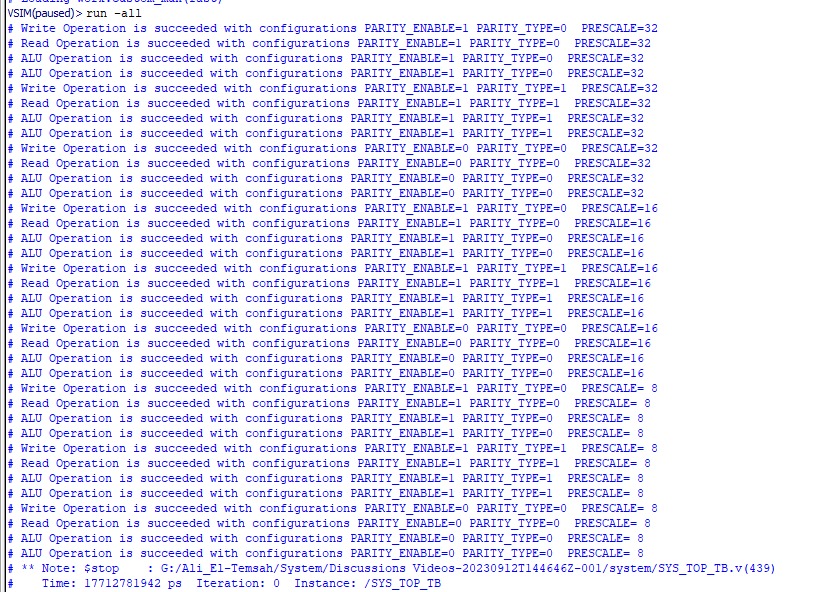 VSIM(paused)> run -all
# Write Operation is succeeded with configurations PARITY_ENABLE=1 PARITY_TYPE=0  PRESCALE=32
# Read Operation is succeeded with configurations PARITY_ENABLE=1 PARITY_TYPE=0  PRESCALE=32
# ALU Operation is succeeded with configurations PARITY_ENABLE=1 PARITY_TYPE=0  PRESCALE=32
# ALU Operation is succeeded with configurations PARITY_ENABLE=1 PARITY_TYPE=0  PRESCALE=32
# Write Operation is succeeded with configurations PARITY_ENABLE=1 PARITY_TYPE=1  PRESCALE=32
# Read Operation is succeeded with configurations PARITY_ENABLE=1 PARITY_TYPE=1  PRESCALE=32
# ALU Operation is succeeded with configurations PARITY_ENABLE=1 PARITY_TYPE=1  PRESCALE=32
# ALU Operation is succeeded with configurations PARITY_ENABLE=1 PARITY_TYPE=1  PRESCALE=32
# Write Operation is succeeded with configurations PARITY_ENABLE=0 PARITY_TYPE=0  PRESCALE=32
# Read Operation is succeeded with configurations PARITY_ENABLE=0 PARITY_TYPE=0  PRESCALE=32
# ALU Operation is succeeded with configurations PARITY_ENABLE=0 PARITY_TYPE=0  PRESCALE=32
# ALU Operation is succeeded with configurations PARITY_ENABLE=0 PARITY_TYPE=0  PRESCALE=32
# Write Operation is succeeded with configurations PARITY_ENABLE=1 PARITY_TYPE=0  PRESCALE=16
# Read Operation is succeeded with configurations PARITY_ENABLE=1 PARITY_TYPE=0  PRESCALE=16
# ALU Operation is succeeded with configurations PARITY_ENABLE=1 PARITY_TYPE=0  PRESCALE=16
# ALU Operation is succeeded with configurations PARITY_ENABLE=1 PARITY_TYPE=0  PRESCALE=16
# Write Operation is succeeded with configurations PARITY_ENABLE=1 PARITY_TYPE=1  PRESCALE=16
# Read Operation is succeeded with configurations PARITY_ENABLE=1 PARITY_TYPE=1  PRESCALE=16
# ALU Operation is succeeded with configurations PARITY_ENABLE=1 PARITY_TYPE=1  PRESCALE=16
# ALU Operation is succeeded with configurations PARITY_ENABLE=1 PARITY_TYPE=1  PRESCALE=16
# Write Operation is succeeded with configurations PARITY_ENABLE=0 PARITY_TYPE=0  PRESCALE=16
# Read Operation is succeeded with configurations PARITY_ENABLE=0 PARITY_TYPE=0  PRESCALE=16
# ALU Operation is succeeded with configurations PARITY_ENABLE=0 PARITY_TYPE=0  PRESCALE=16
# ALU Operation is succeeded with configurations PARITY_ENABLE=0 PARITY_TYPE=0  PRESCALE=16
# Write Operation is succeeded with configurations PARITY_ENABLE=1 PARITY_TYPE=0  PRESCALE= 8
# Read Operation is succeeded with configurations PARITY_ENABLE=1 PARITY_TYPE=0  PRESCALE= 8
# ALU Operation is succeeded with configurations PARITY_ENABLE=1 PARITY_TYPE=0  PRESCALE= 8
# ALU Operation is succeeded with configurations PARITY_ENABLE=1 PARITY_TYPE=0  PRESCALE= 8
# Write Operation is succeeded with configurations PARITY_ENABLE=1 PARITY_TYPE=1  PRESCALE= 8
# Read Operation is succeeded with configurations PARITY_ENABLE=1 PARITY_TYPE=1  PRESCALE= 8
# ALU Operation is succeeded with configurations PARITY_ENABLE=1 PARITY_TYPE=1  PRESCALE= 8
# ALU Operation is succeeded with configurations PARITY_ENABLE=1 PARITY_TYPE=1  PRESCALE= 8
# Write Operation is succeeded with configurations PARITY_ENABLE=0 PARITY_TYPE=0  PRESCALE= 8
# Read Operation is succeeded with configurations PARITY_ENABLE=0 PARITY_TYPE=0  PRESCALE= 8
# ALU Operation is succeeded with configurations PARITY_ENABLE=0 PARITY_TYPE=0  PRESCALE= 8
# ALU Operation is succeeded with configurations PARITY_ENABLE=0 PARITY_TYPE=0  PRESCALE= 8
# ** Note: $stop    : G:/Ali_El-Temsah/System/Discussions Videos-20230912T144646Z-001/system/SYS_TOP_TB.v(439)
#    Time: 17712781942 ps  Iteration: 0  Instance: /SYS_TOP_TB